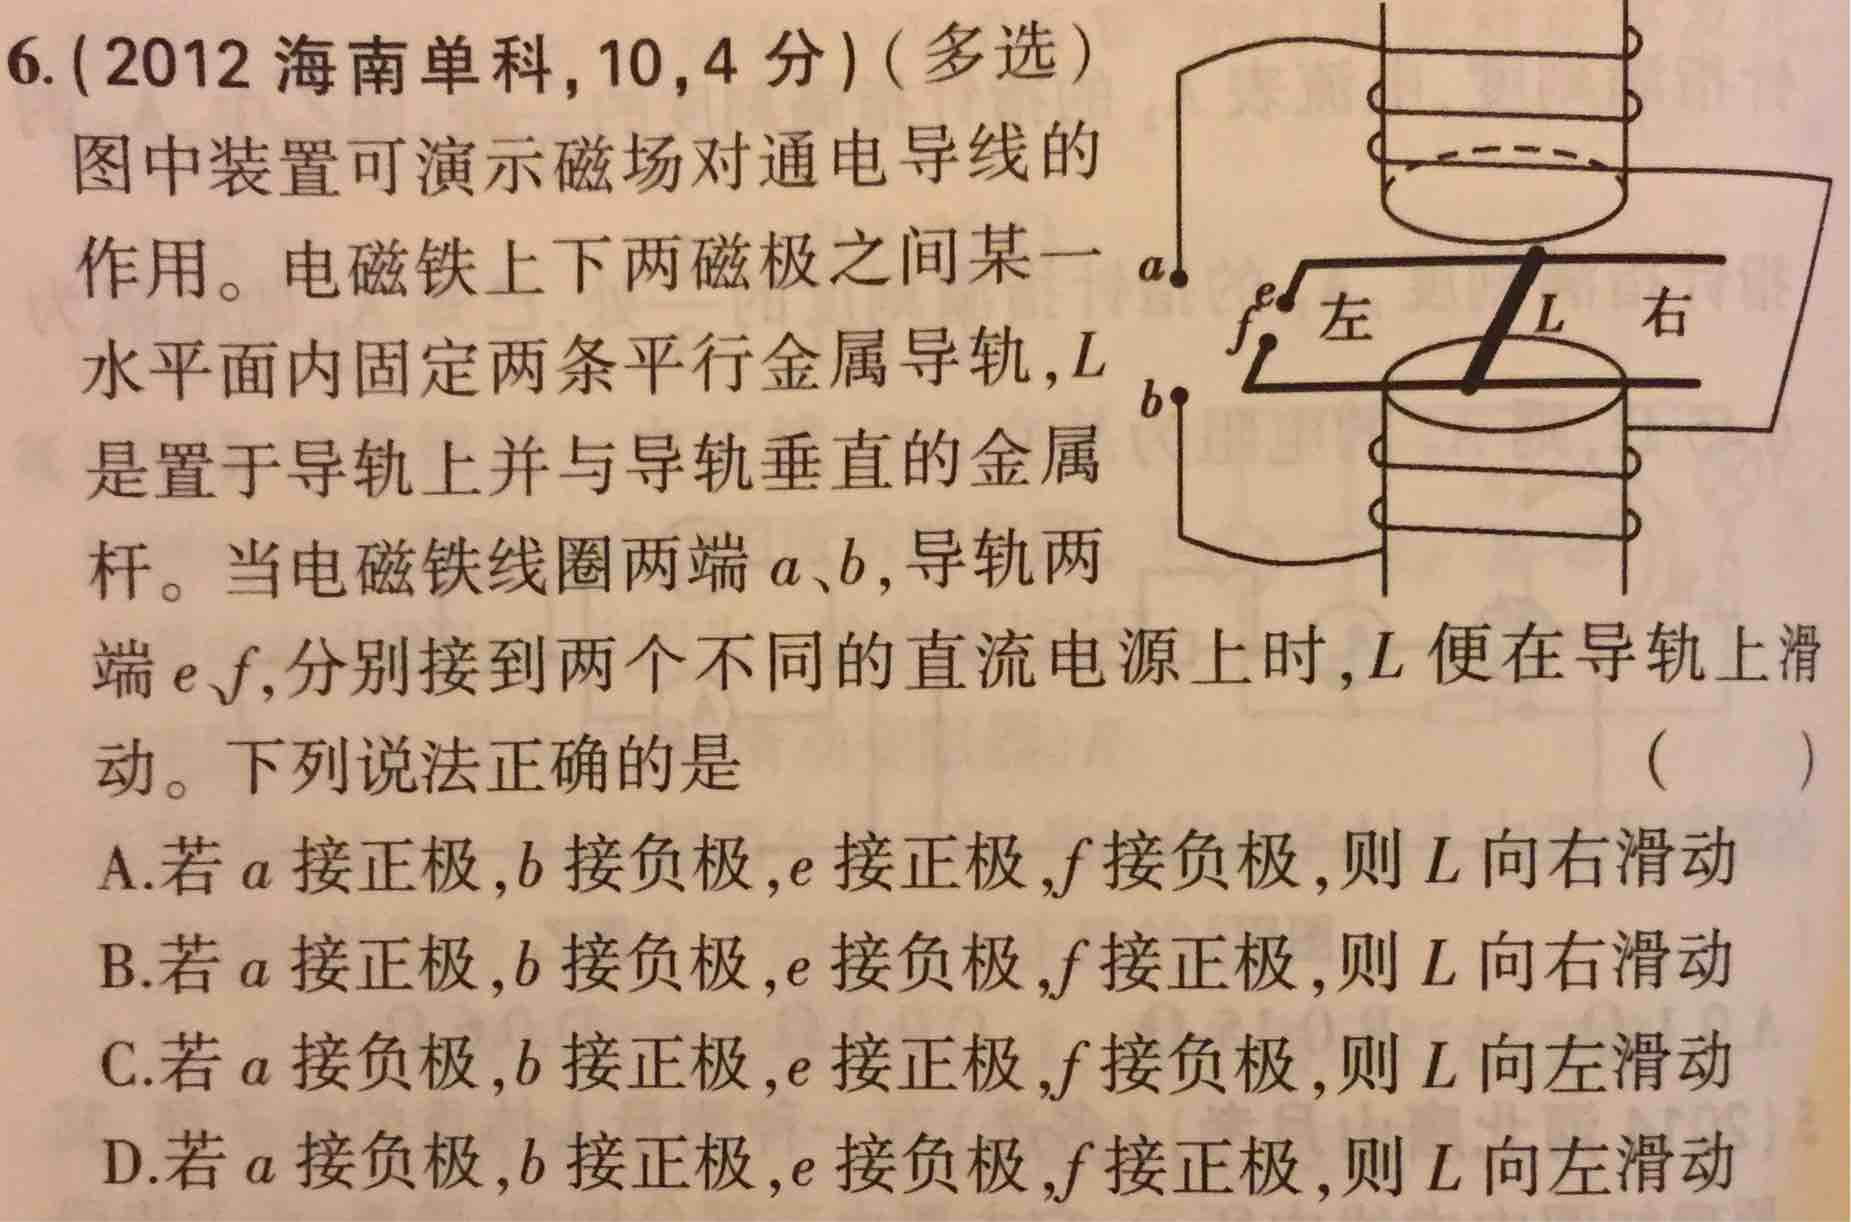 6.(2012 海南单科,10,4 分)(多选)
图中装置可演示磁场对通电导线的
作用。电磁铁上下两磁极之间某一
水平面内固定两条平行金属导轨,L
是置于导轨上并与导轨垂直的金属
杆。当电磁铁线圈两端 a、b,导轨两
端 e、f,分别接到两个不同的直流电源上时,L 便在导轨上滑
动。下列说法正确的是 ( )
A.若 a 接正极,b 接负极,e 接正极,f 接负极,则 L 向右滑动
B.若 a 接正极,b 接负极,e 接负极,f 接正极,则 L 向右滑动
C.若 a 接负极,b 接正极,e 接正极,f 接负极,则 L 向左滑动
D.若 a 接负极,b 接正极,e 接负极,f 接正极,则 L 向左滑动
a
e
f
左
L
右
b